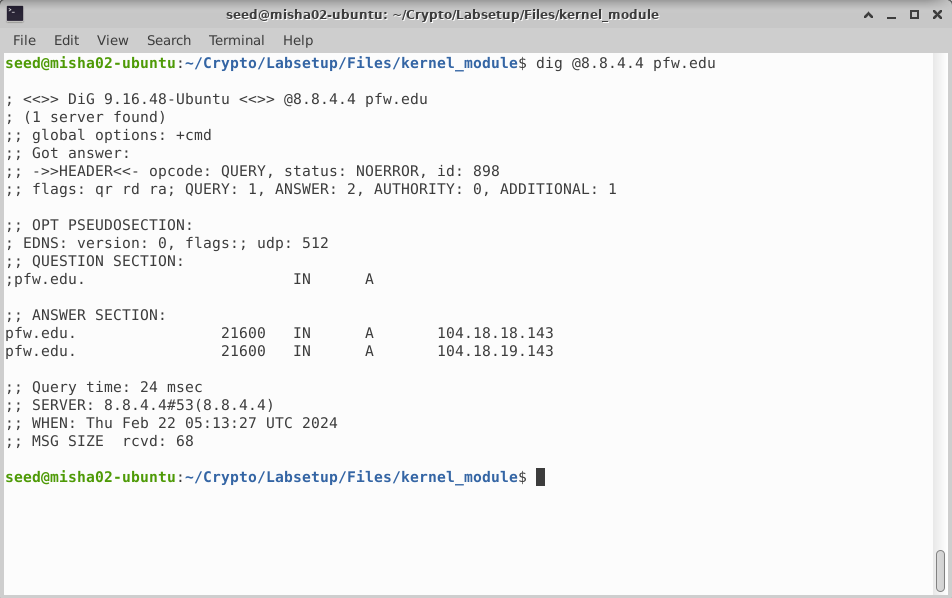 seed@misha02-ubuntu: ~/Crypto/Labsetup/Files/kernel_module
File Edit View Search Terminal Help
seed@misha02-ubuntu:~/Crypto/Labsetup/Files/kernel_module$ dig @8.8.4.4 pfw.edu
; <<>> DiG 9.16.48-Ubuntu <<>> @8.8.4.4 pfw.edu
; (1 server found)
;; global options: +cmd
;; Got answer:
;; ->>HEADER<<- opcode: QUERY, status: NOERROR, id: 898
;; flags: qr rd ra; QUERY: 1, ANSWER: 2, AUTHORITY: 0, ADDITIONAL: 1
;; OPT PSEUDOSECTION:
; EDNS: version: 0, flags:; udp: 512
;; QUESTION SECTION:
;pfw.edu. IN A
;; ANSWER SECTION:
pfw.edu. 21600 IN A 104.18.18.143
pfw.edu. 21600 IN A 104.18.19.143
;; Query time: 24 msec
;; SERVER: 8.8.4.4#53(8.8.4.4)
;; WHEN: Thu Feb 22 05:13:27 UTC 2024
;; MSG SIZE  rcvd: 68
seed@misha02-ubuntu:~/Crypto/Labsetup/Files/kernel_module$